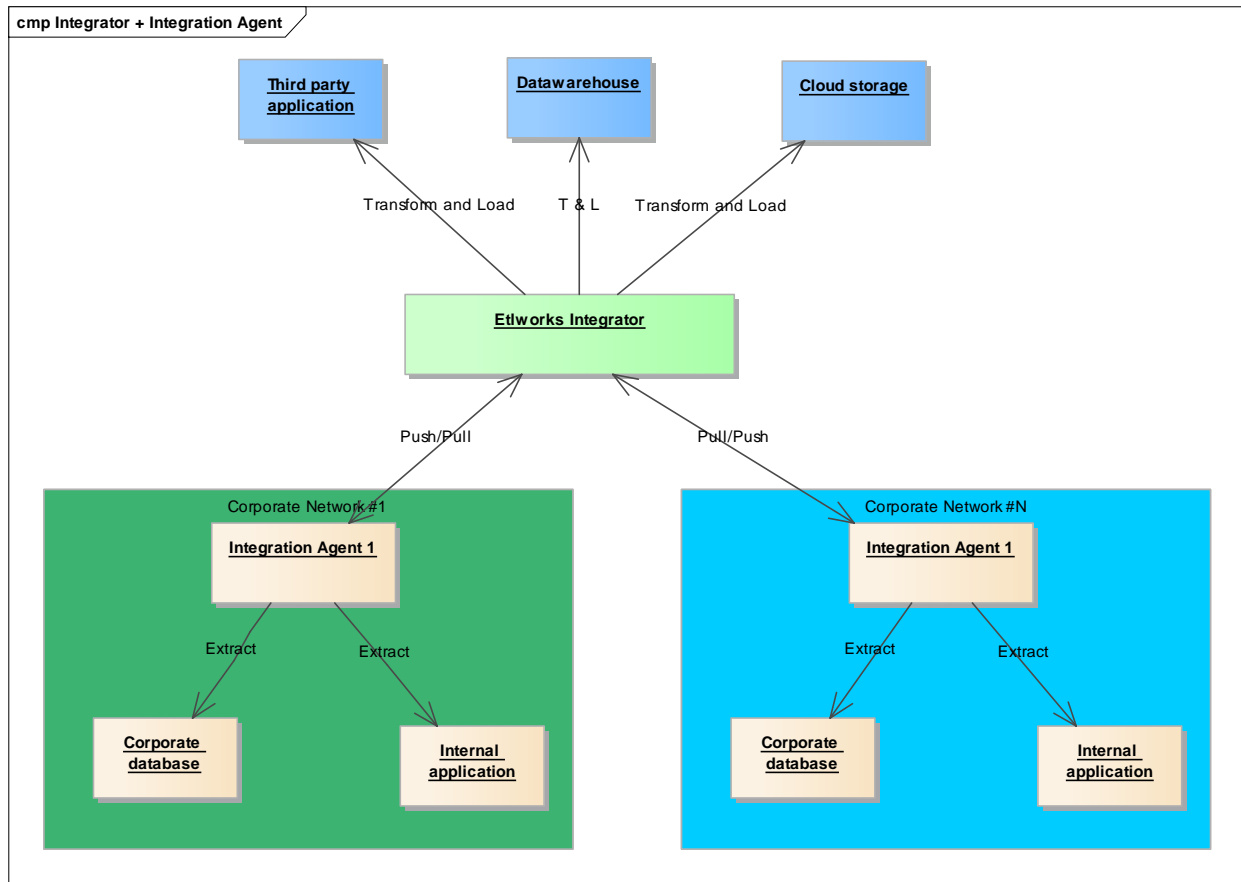 cmp Integrator + Integration Agent
Third party
application
Datawarehouse
Cloud storage
Transform and Load
T & L
Transform and Load
Etlworks Integrator
Push/Pull
Pull/Push
Corporate Network #1
Corporate Network #N
Integration Agent 1
Integration Agent 1
Extract
Extract
Extract
Extract
Corporate
database
Internal
application
Corporate
database
Internal
application